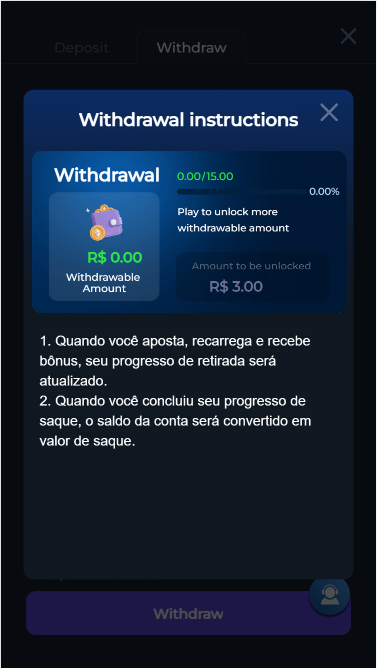 Deposit
Withdraw
Withdrawal instructions
Withdrawal
0.00/15.00
0.00%
Play to unlock more
withdrawable amount
R$ 0.00
Withdrawable
Amount
Amount to be unlocked
R$ 3.00
1. Quando você aposta, recarrega e recebe
bônus, seu progresso de retirada será
atualizado.
2. Quando você concluiu seu progresso de
saque, o saldo da conta será convertido em
valor de saque.
Withdraw